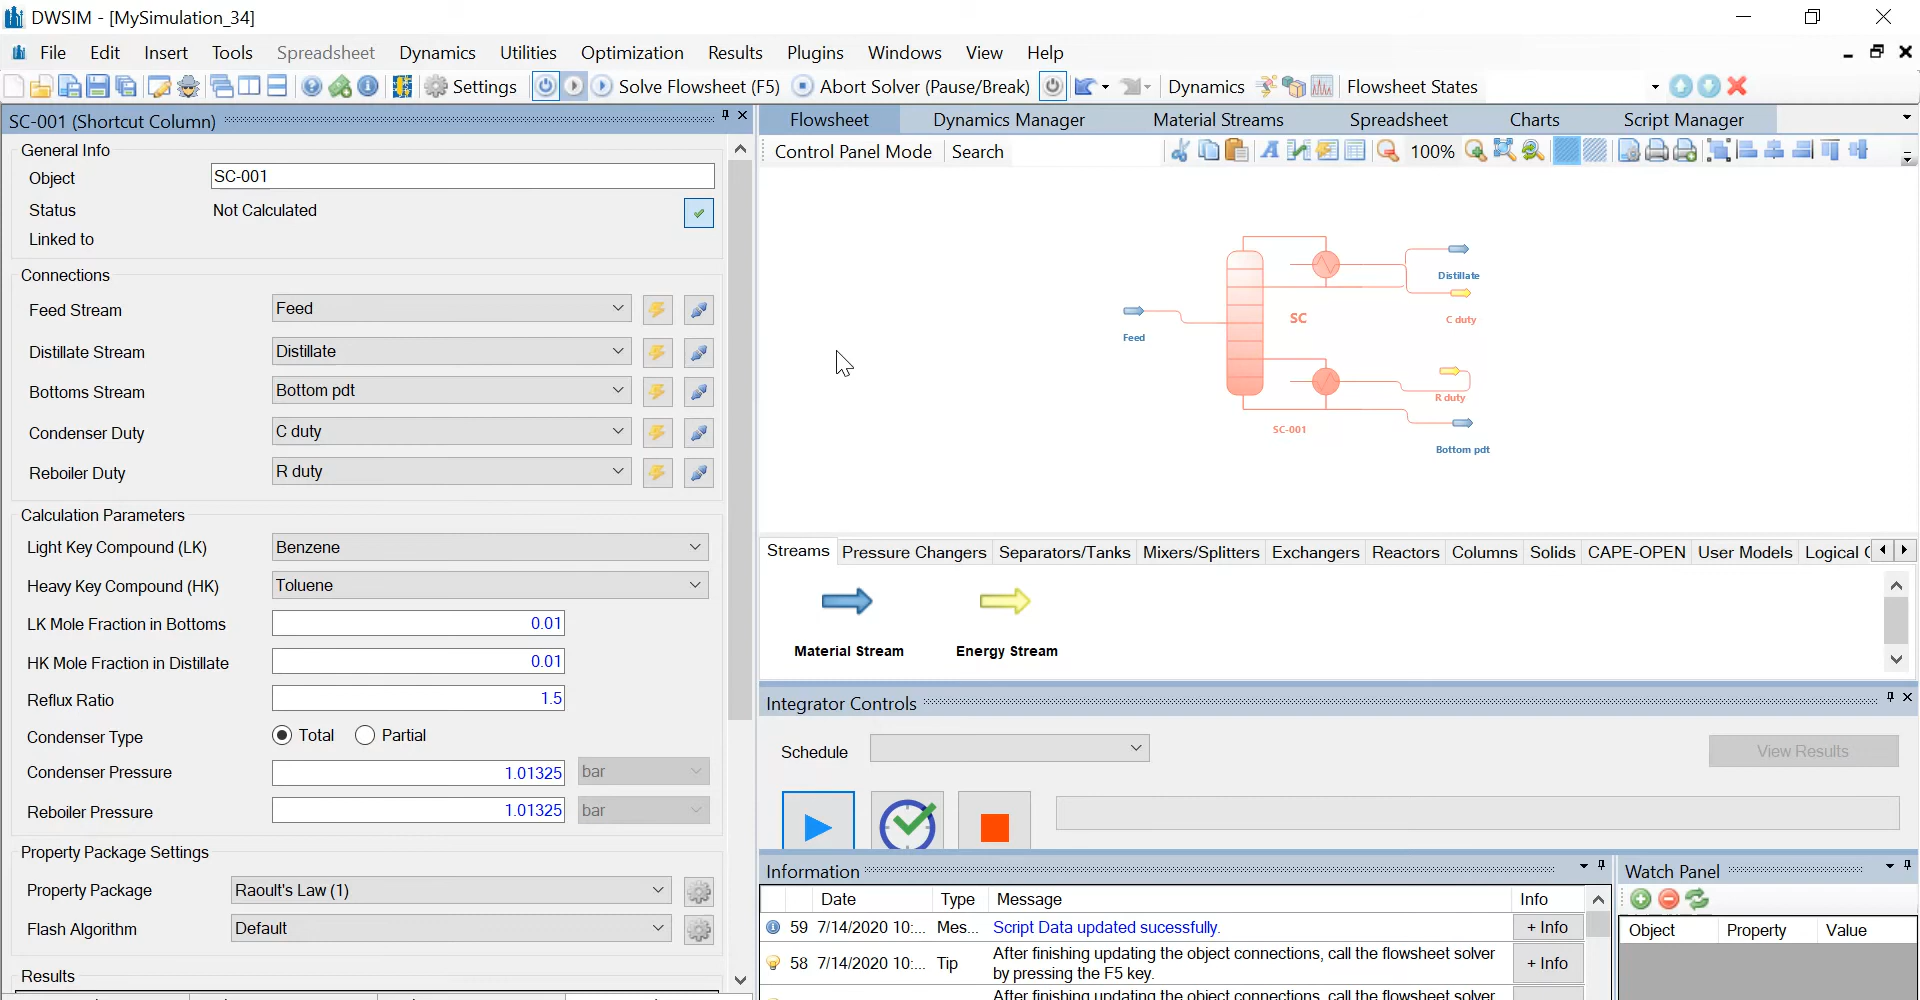 DWSIM - [MySimulation_34]
File Edit Insert Tools Spreadsheet Dynamics Utilities Optimization Results Plugins Windows View Help
Settings Solve Flowsheet (F5) Abort Solver (Pause/Break) Dynamics Flowsheet States
SC-001 (Shortcut Column)
General Info
Object SC-001
Status Not Calculated
Linked to
Connections
Feed Stream Feed
Distillate Stream Distillate
Bottoms Stream Bottom pdt
Condenser Duty C duty
Reboiler Duty R duty
Calculation Parameters
Light Key Compound (LK) Benzene
Heavy Key Compound (HK) Toluene
LK Mole Fraction in Bottoms 0.01
HK Mole Fraction in Distillate 0.01
Reflux Ratio 1.5
Condenser Type Total Partial
Condenser Pressure 1.01325 bar
Reboiler Pressure 1.01325 bar
Property Package Settings
Property Package Raoult's Law (1)
Flash Algorithm Default
Results
Flowsheet Dynamics Manager Material Streams Spreadsheet Charts Script Manager
Control Panel Mode Search 100%
Distillate
SC
C duty
Feed
R duty
SC-001
Bottom pdt
Streams Pressure Changers Separators/Tanks Mixers/Splitters Exchangers Reactors Columns Solids CAPE-OPEN User Models Logical
Material Stream Energy Stream
Integrator Controls
Schedule View Results
Information
Date Type Message Info
59 7/14/2020 10:... Mes... Script Data updated sucessfully. + Info
58 7/14/2020 10:... Tip After finishing updating the object connections, call the flowsheet solver by pressing the F5 key. + Info
After finishing updating the object connections, call the flowsheet solver
Watch Panel
Object Property Value